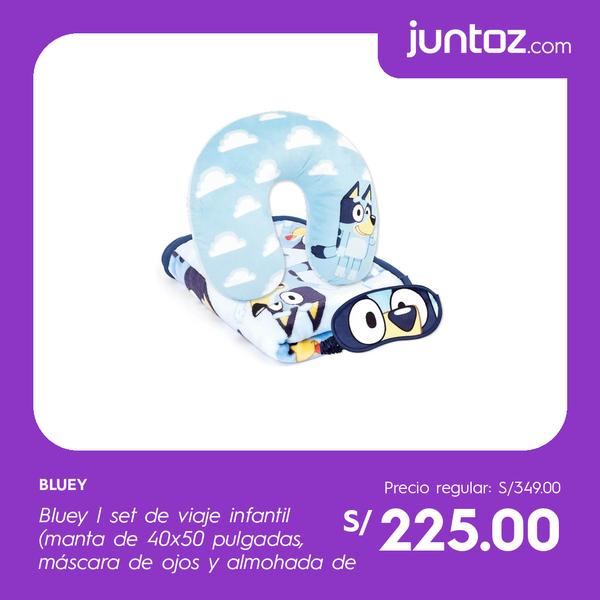 juntoz.com
BLUEY
Bluey | set de viaje infantil
(manta de 40x50 pulgadas,
máscara de ojos y almohada de
Precio regular: S/349.00
S/ 225.00